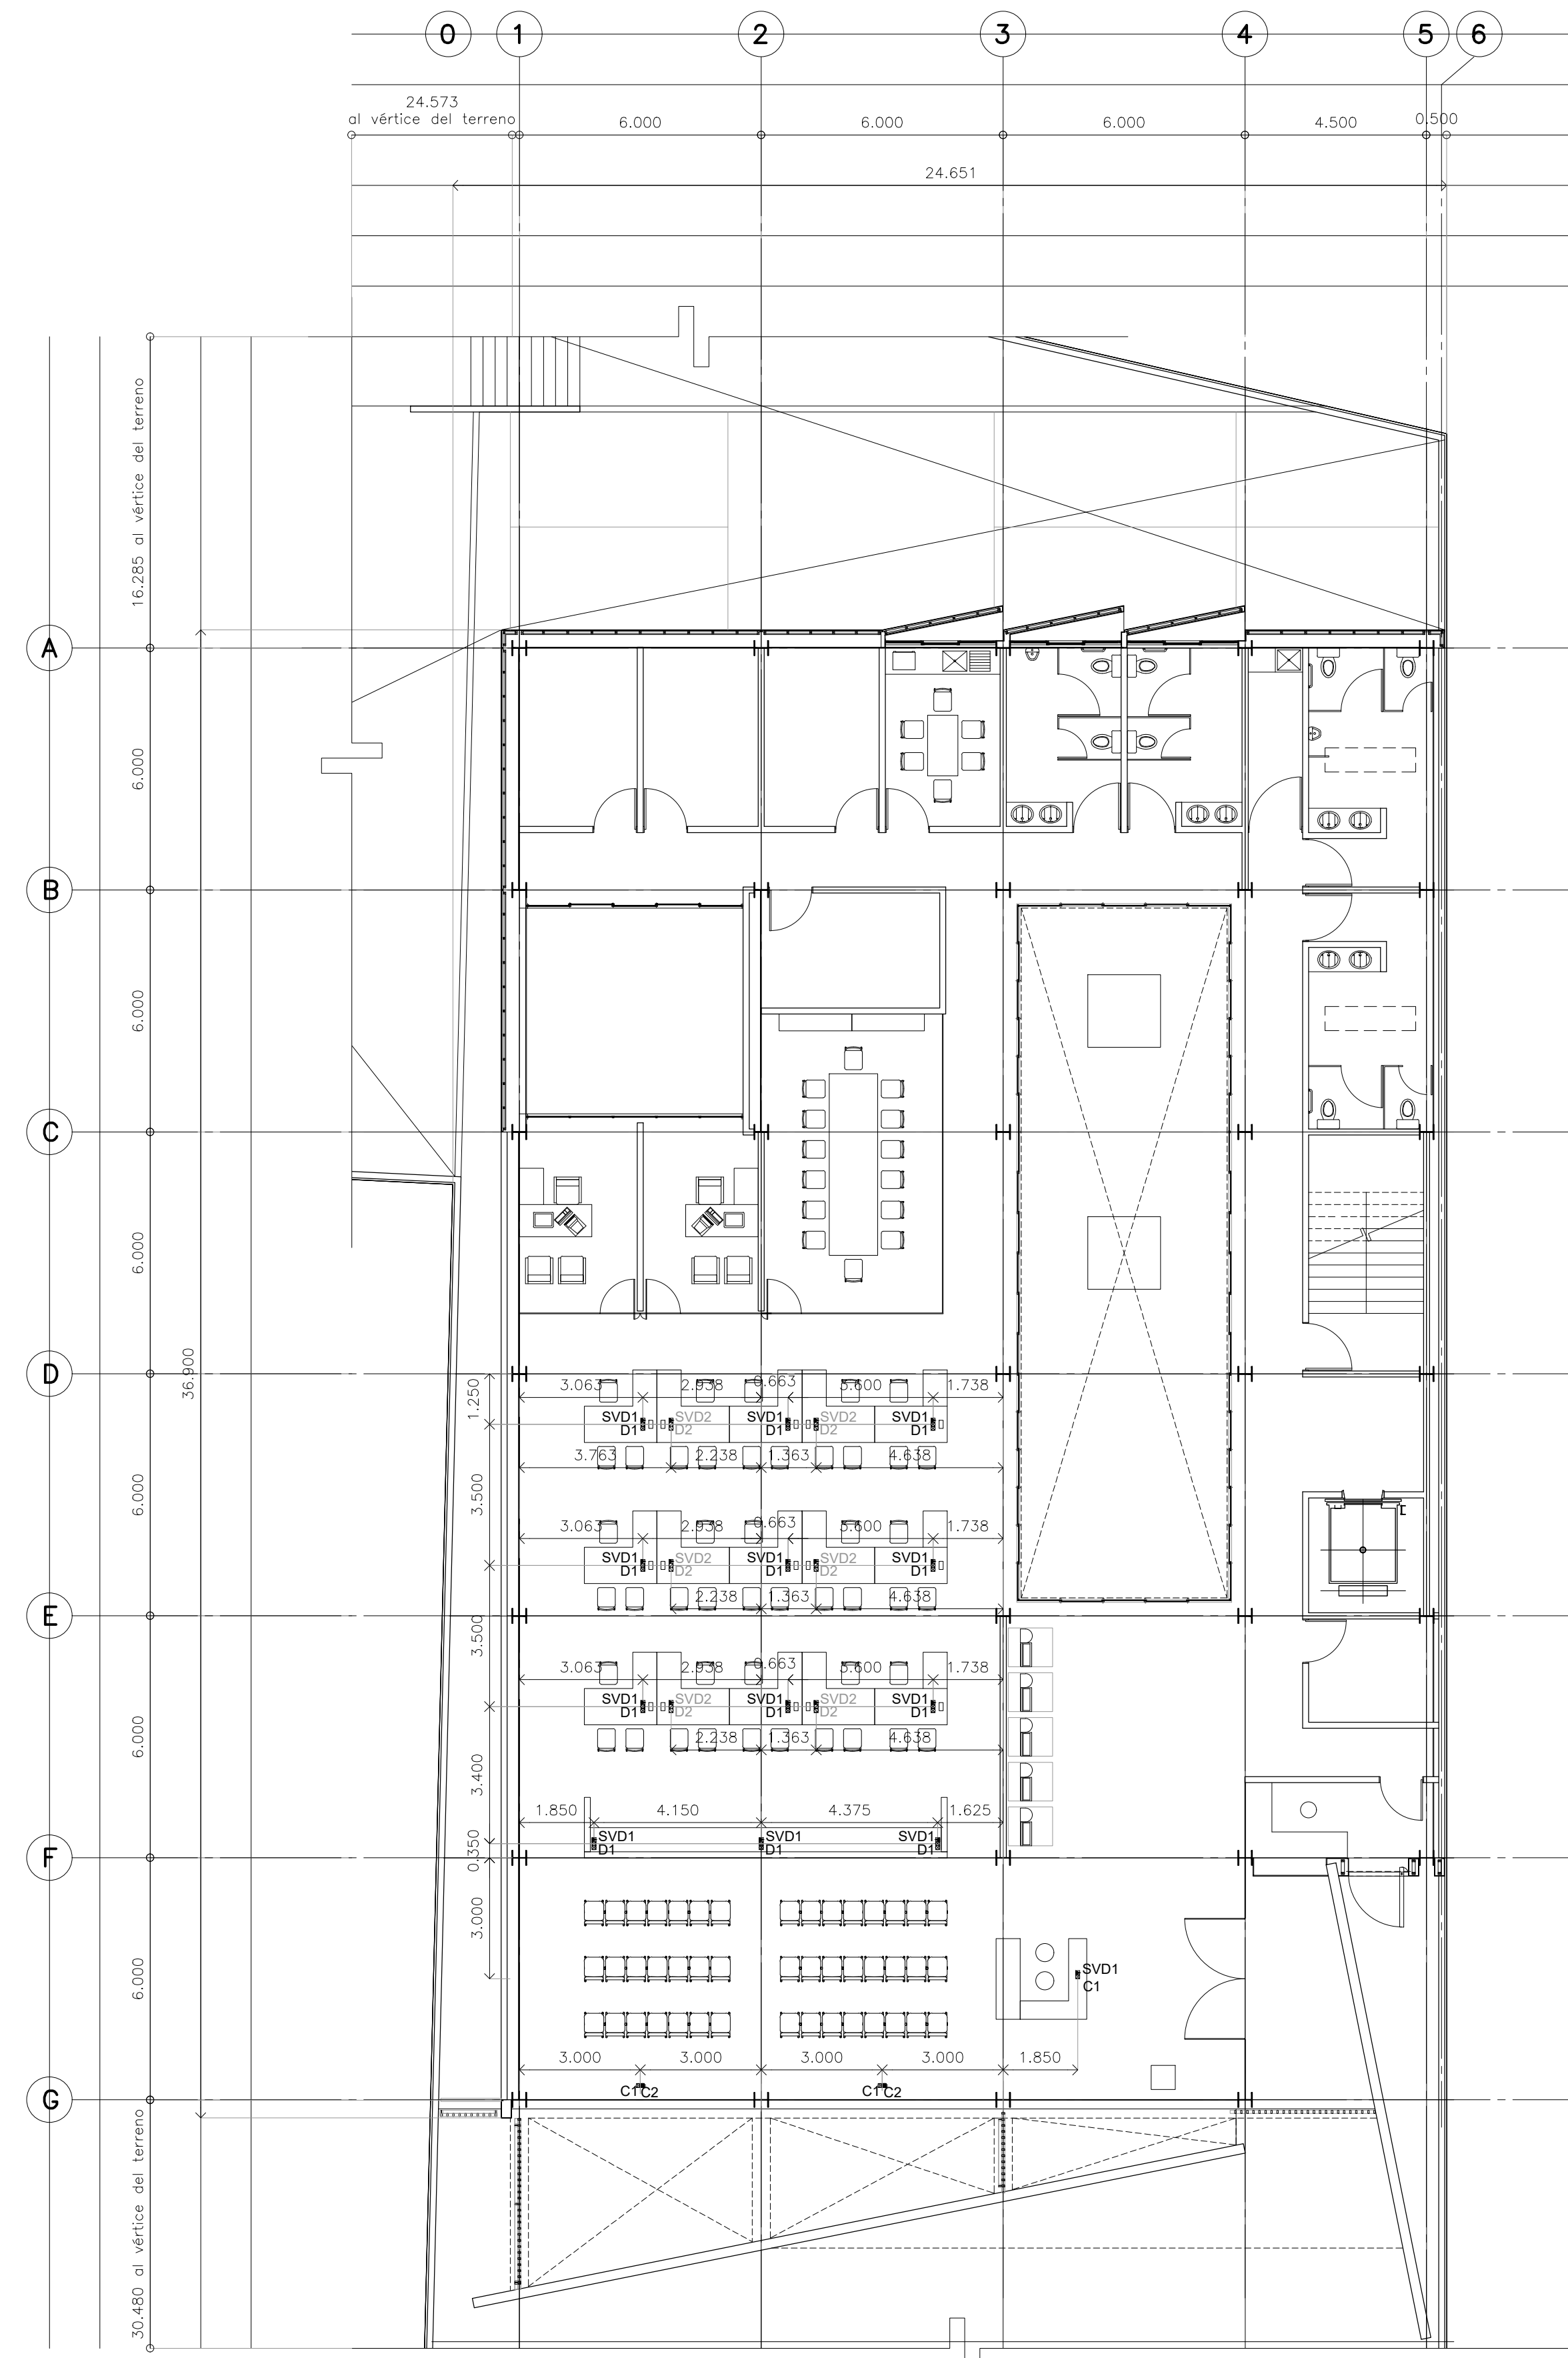 0 1 2 3 4 5 6
24.573
al vértice del terreno
6.000 6.000 6.000 4.500 0.500
24.651
16.285 al vértice del terreno
A
6.000
B
6.000
C
6.000
36.900
D
1.250
3.063 2.938 0.663 3.600 1.738
SVD1 SVD2 SVD1 SVD2 SVD1
D1 D2 D1 D2 D1
3.763 2.238 1.363 4.638
6.000
3.500
3.063 2.938 0.663 3.600 1.738
SVD1 SVD2 SVD1 SVD2 SVD1
D1 D2 D1 D2 D1
2.238 1.363 4.638
E
3.500
3.063 2.938 0.663 3.600 1.738
SVD1 SVD2 SVD1 SVD2 SVD1
D1 D2 D1 D2 D1
6.000
2.238 1.363 4.638
3.400
1.850 4.150 4.375 1.625
SVD1 SVD1 SVD1
D1 D1 D1
F
0.350
3.000
6.000
SVD1
C1
3.000 3.000 3.000 3.000 1.850
C1 C2 C1 C2
G
30.480 al vértice del terreno